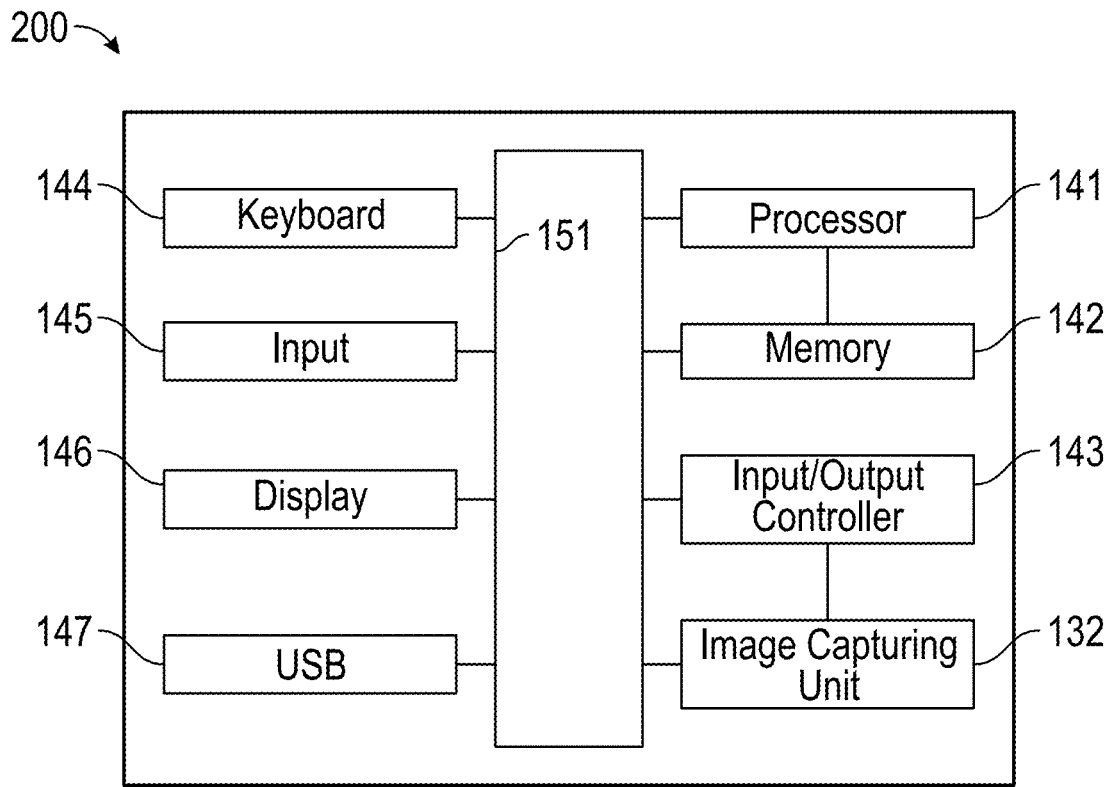 200
144
Keyboard
151
Processor
141
145
Input
Memory
142
146
Display
Input/Output
Controller
143
147
USB
Image Capturing
Unit
132